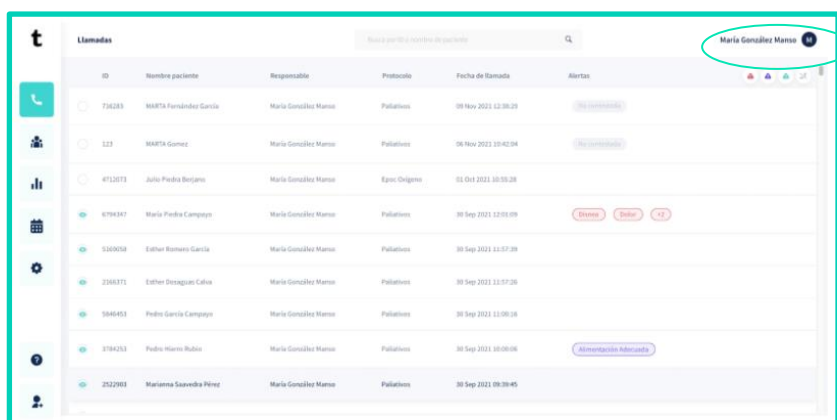 t
Llamadas
Busca por ID o nombre de paciente
María González Manso M
ID Nombre paciente Responsable Protocolo Fecha de llamada Alertas
736283 MARTA Fernández García María González Manso Paliativos 09 Nov 2021 12:38:29 No contestada
123 MARTA Gomez María González Manso Paliativos 06 Nov 2021 10:42:04 No contestada
4712073 Julio Piedra Berjano María González Manso Epoc Oxígeno 01 Oct 2021 10:55:28
6794347 María Piedra Campayo María González Manso Paliativos 30 Sep 2021 12:01:09 Disnea Dolor +2
5160058 Esther Romero García María González Manso Paliativos 30 Sep 2021 11:57:39
2166371 Esther Desaguas Calva María González Manso Paliativos 30 Sep 2021 11:57:26
5846453 Pedro García Campayo María González Manso Paliativos 30 Sep 2021 11:00:16
3784253 Pedro Hierro Rubio María González Manso Paliativos 30 Sep 2021 10:00:06 Alimentación Adecuada
2522903 Marianna Saavedra Pérez María González Manso Paliativos 30 Sep 2021 09:39:45
?